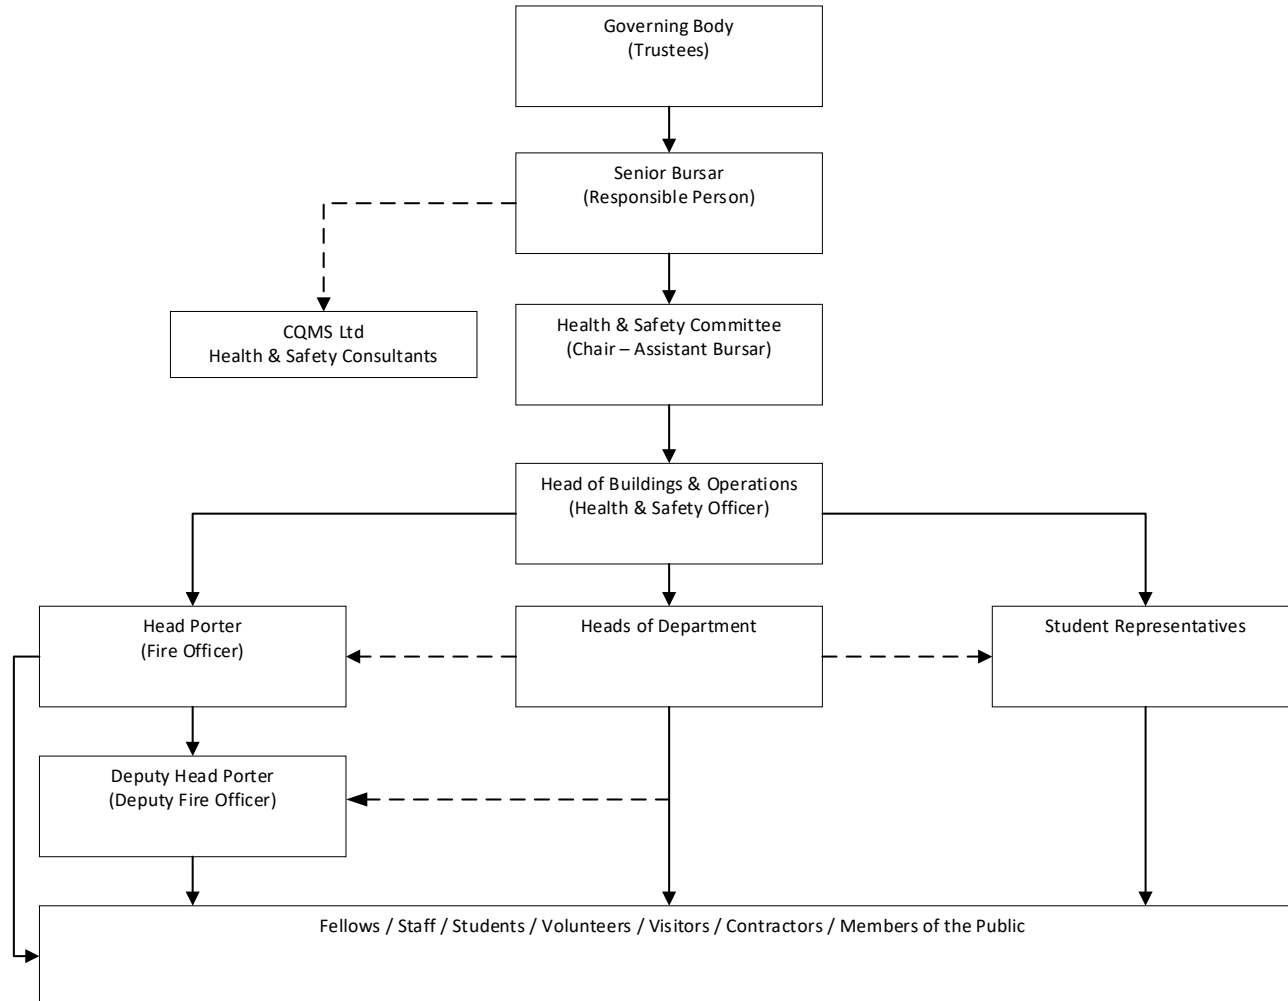 Governing Body
(Trustees)
Senior Bursar
(Responsible Person)
CQMS Ltd
Health & Safety Consultants
Health & Safety Committee
(Chair – Assistant Bursar)
Head of Buildings & Operations
(Health & Safety Officer)
Head Porter
(Fire Officer)
Heads of Department
Student Representatives
Deputy Head Porter
(Deputy Fire Officer)
Fellows / Staff / Students / Volunteers / Visitors / Contractors / Members of the Public